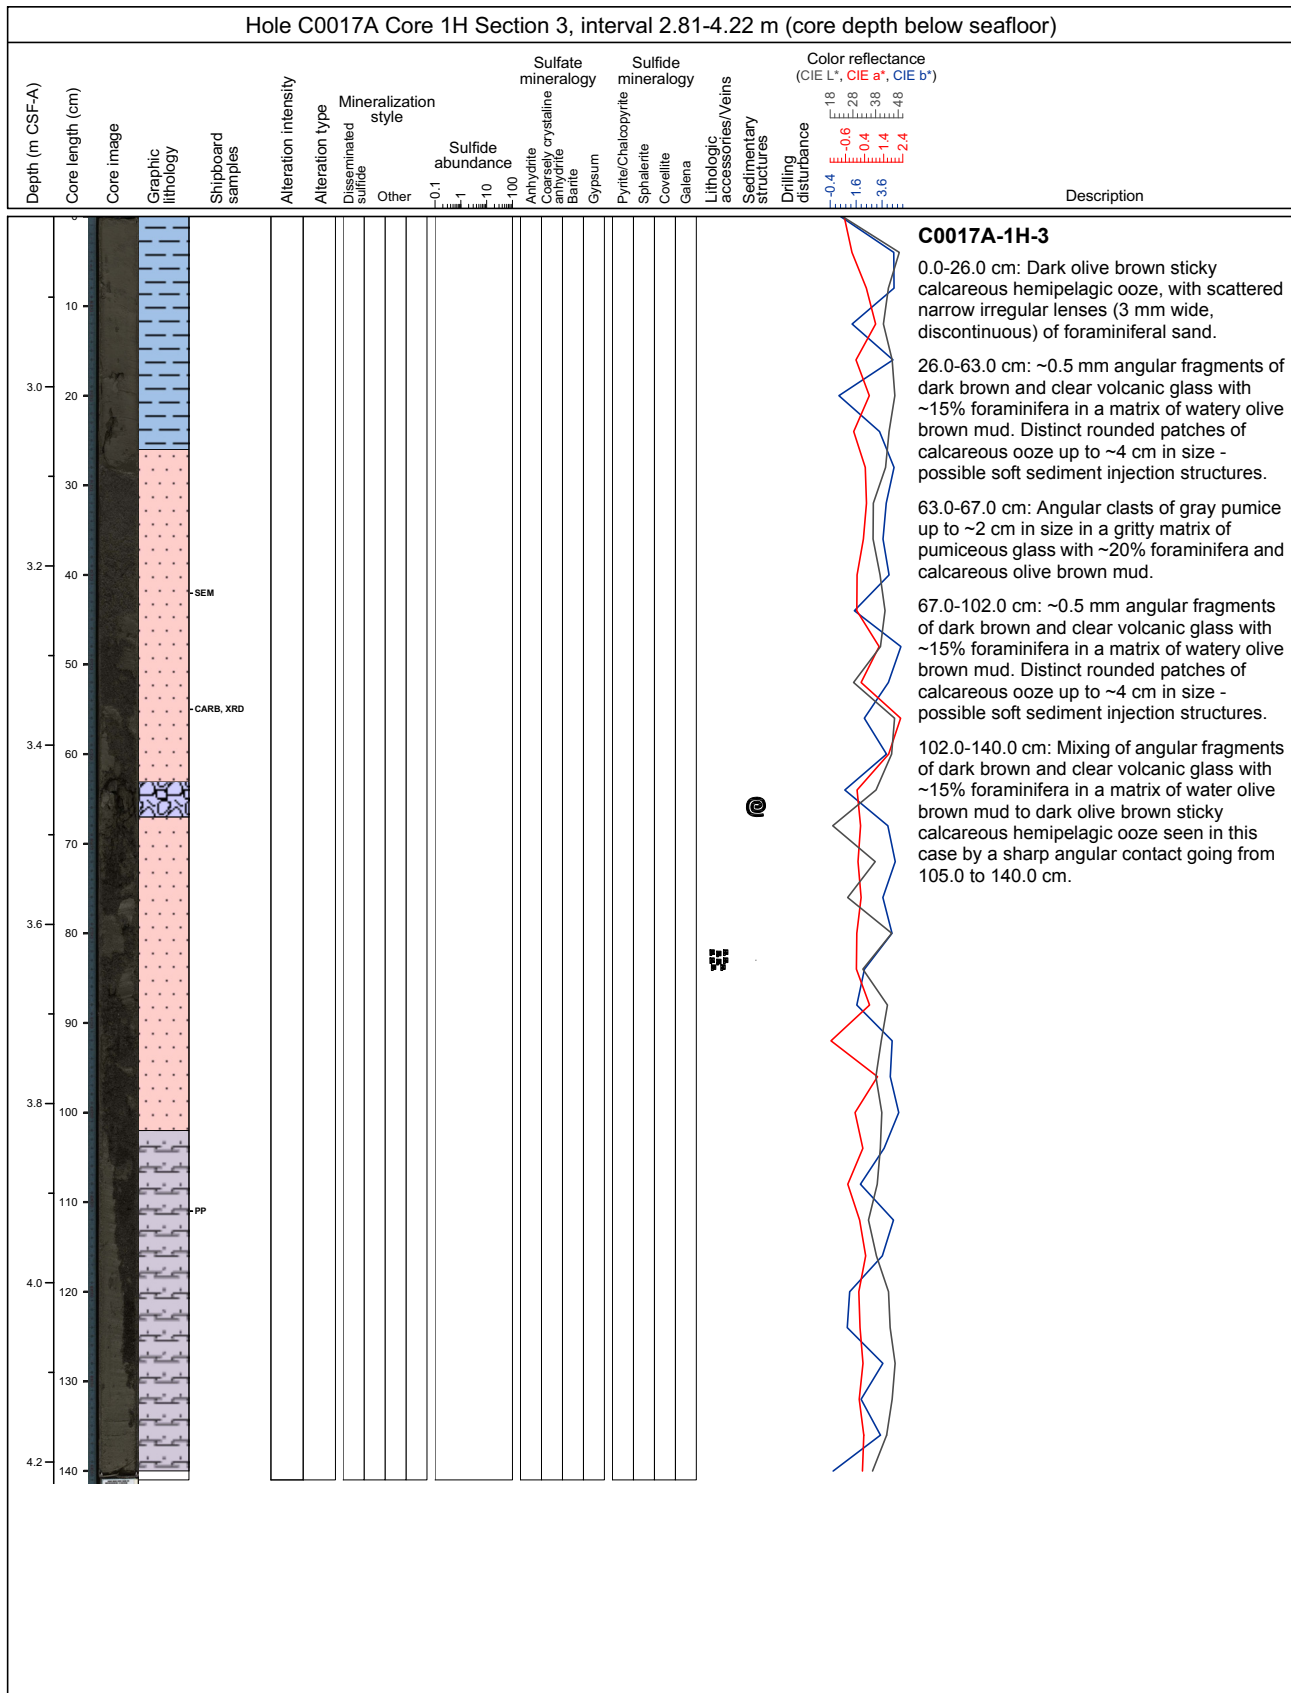 Hole C0017A Core 1H Section 3, interval 2.81-4.22 m (core depth below seafloor)
Depth (m CSF-A)
Core length (cm)
Core image
Graphic
lithology
Shipboard
samples
Alteration intensity
Alteration type
Mineralization
style
Disseminated
sulfide
Other
Sulfide
abundance
0.1
1
10
100
Sulfate
mineralogy
Anhydrite
Coarsely crystaline
anhydrite
Barite
Gypsum
Sulfide
mineralogy
Pyrite/Chalcopyrite
Sphalerite
Covellite
Galena
Lithologic
accessories/Veins
Sedimentary
structures
Drilling
disturbance
Color reflectance
(CIE L*, CIE a*, CIE b*)
18 28 38 48
-0.6 0.4 1.4 2.4
-0.4 1.6 3.6
Description
0
10
3.0
20
30
3.2
40
50
3.4
60
70
3.6
80
90
3.8
100
110
4.0
120
130
4.2
140
SEM
CARB, XRD
PP
C0017A-1H-3
0.0-26.0 cm: Dark olive brown sticky
calcareous hemipelagic ooze, with scattered
narrow irregular lenses (3 mm wide,
discontinuous) of foraminiferal sand.
26.0-63.0 cm: ~0.5 mm angular fragments of
dark brown and clear volcanic glass with
~15% foraminifera in a matrix of watery olive
brown mud. Distinct rounded patches of
calcareous ooze up to ~4 cm in size -
possible soft sediment injection structures.
63.0-67.0 cm: Angular clasts of gray pumice
up to ~2 cm in size in a gritty matrix of
pumiceous glass with ~20% foraminifera and
calcareous olive brown mud.
67.0-102.0 cm: ~0.5 mm angular fragments
of dark brown and clear volcanic glass with
~15% foraminifera in a matrix of watery olive
brown mud. Distinct rounded patches of
calcareous ooze up to ~4 cm in size -
possible soft sediment injection structures.
102.0-140.0 cm: Mixing of angular fragments
of dark brown and clear volcanic glass with
~15% foraminifera in a matrix of water olive
brown mud to dark olive brown sticky
calcareous hemipelagic ooze seen in this
case by a sharp angular contact going from
105.0 to 140.0 cm.